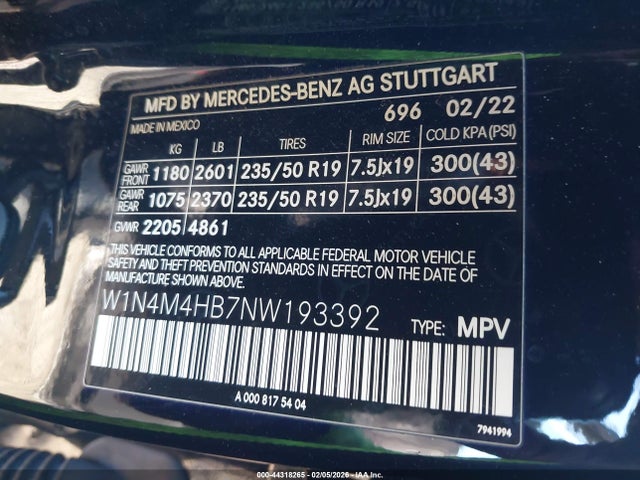 MFD BY MERCEDES-BENZ AG STUTTGART
MADE IN MEXICO 696 02/22
KG LB TIRES RIM SIZE COLD KPA (PSI)
GAWR FRONT 1180 2601 235/50 R19 7.5Jx19 300(43)
GAWR REAR 1075 2370 235/50 R19 7.5Jx19 300(43)
GVWR 2205 4861
THIS VEHICLE CONFORMS TO ALL APPLICABLE FEDERAL MOTOR VEHICLE
SAFETY AND THEFT PREVENTION STANDARDS IN EFFECT ON THE DATE OF
MANUFACTURE SHOWN ABOVE.
W1N4M4HB7NW193392 TYPE: MPV
A 000 817 54 04
7941994
000-44318265 - 02/05/2026 - IAA, Inc.